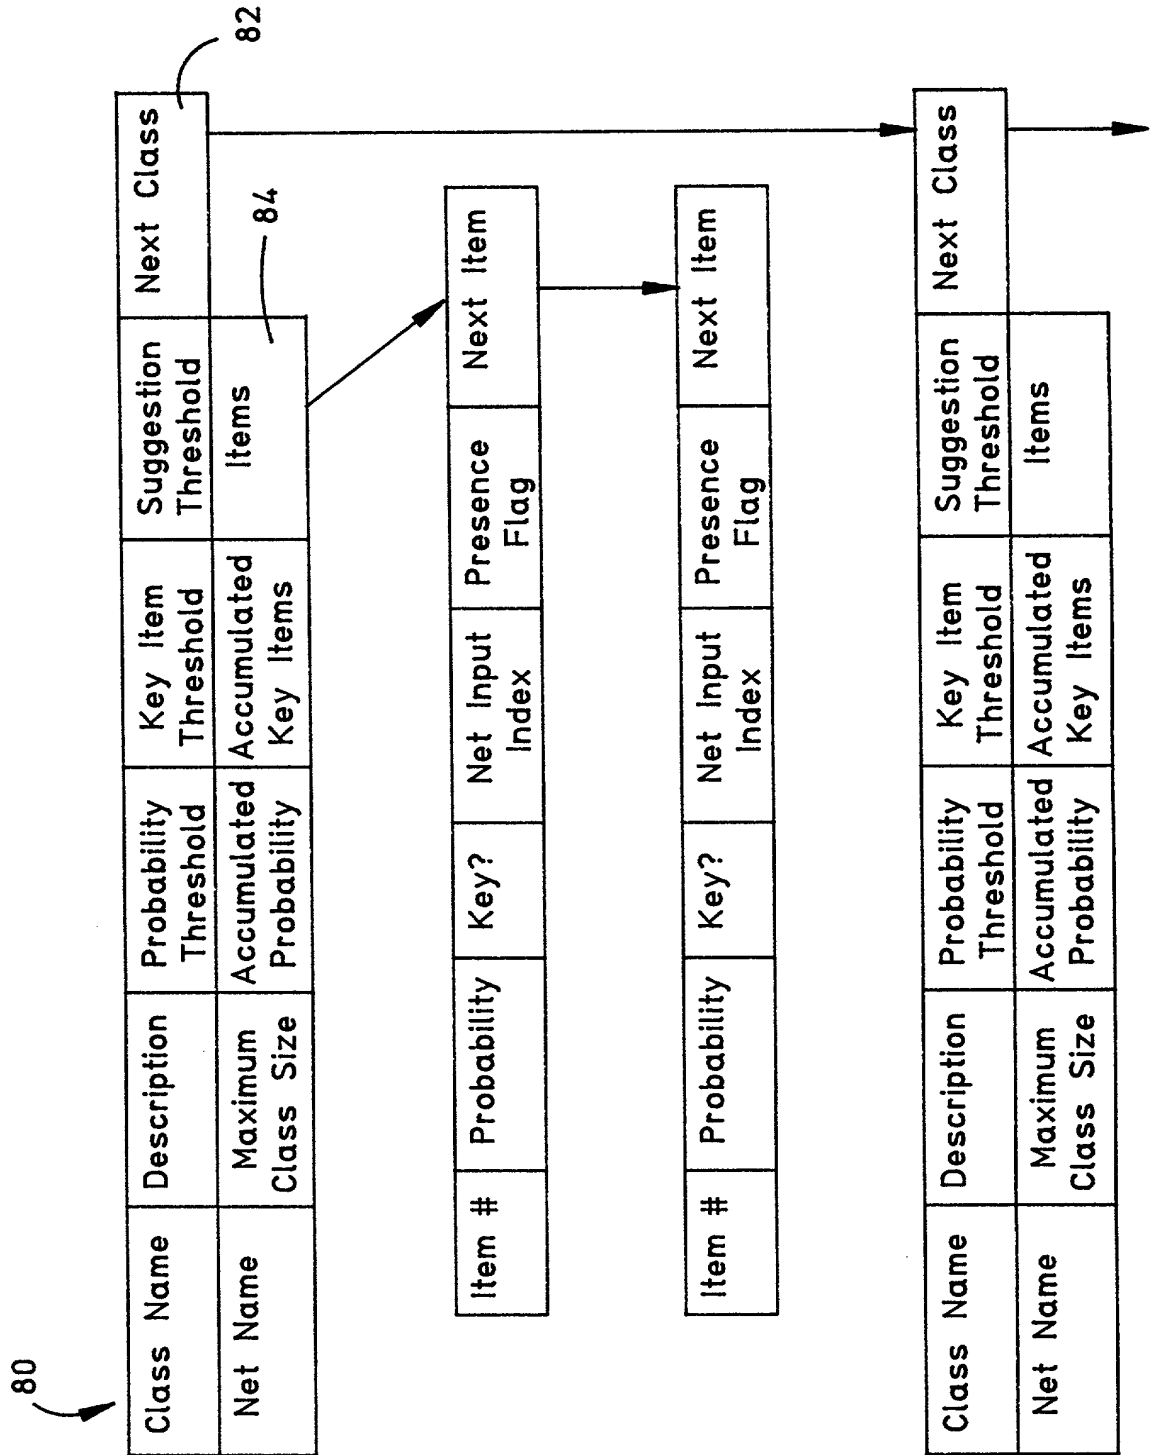 80
Class Name
Description
Probability
Threshold
Key Item
Threshold
Suggestion
Threshold
Next Class
82
Net Name
Maximum
Class Size
Accumulated
Probability
Accumulated
Key Items
Items
84
Item #
Probability
Key?
Net Input
Index
Presence
Flag
Next Item
Item #
Probability
Key?
Net Input
Index
Presence
Flag
Next Item
Class Name
Description
Probability
Threshold
Key Item
Threshold
Suggestion
Threshold
Next Class
Net Name
Maximum
Class Size
Accumulated
Probability
Accumulated
Key Items
Items